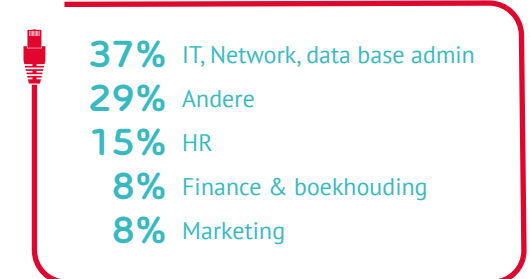 37% IT, Network, data base admin
29% Andere
15% HR
8% Finance & boekhouding
8% Marketing